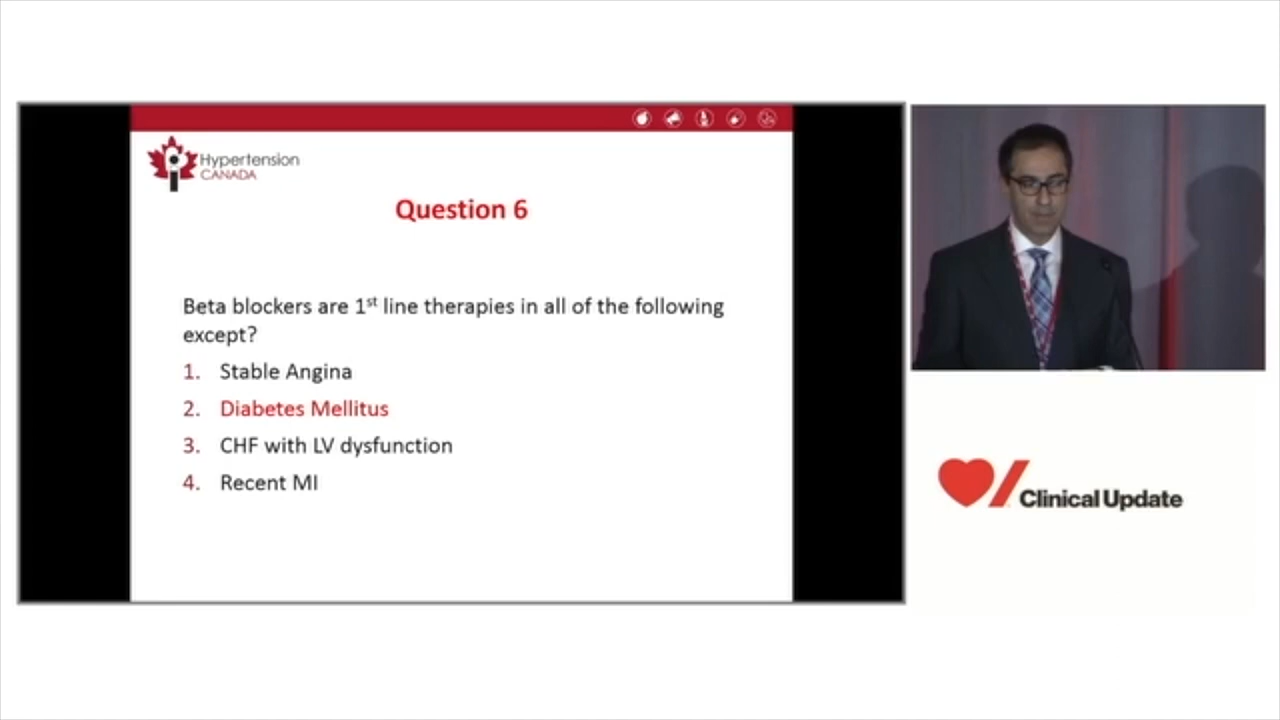 Hypertension
CANADA
Question 6
Beta blockers are 1st line therapies in all of the following
except?
1. Stable Angina
2. Diabetes Mellitus
3. CHF with LV dysfunction
4. Recent MI
Clinical Update